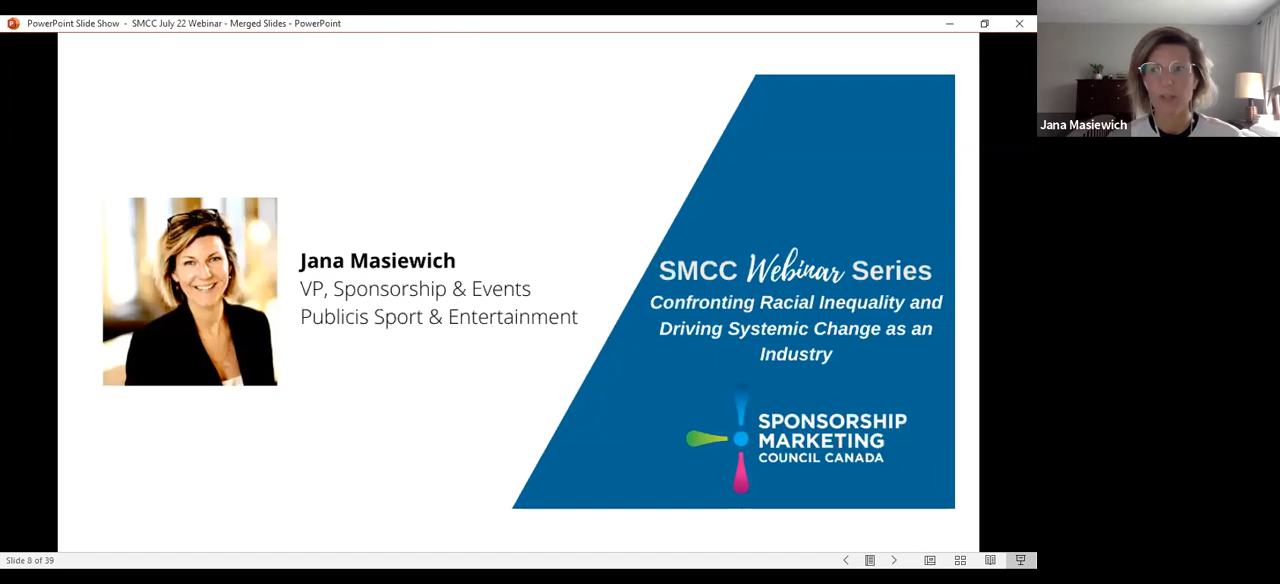 PowerPoint Slide Show - SMCC July 22 Webinar - Merged Slides - PowerPoint
Jana Masiewich
Jana Masiewich
VP, Sponsorship & Events
Publicis Sport & Entertainment
SMCC Webinar Series
Confronting Racial Inequality and
Driving Systemic Change as an
Industry
SPONSORSHIP
MARKETING
COUNCIL CANADA
Slide 8 of 39